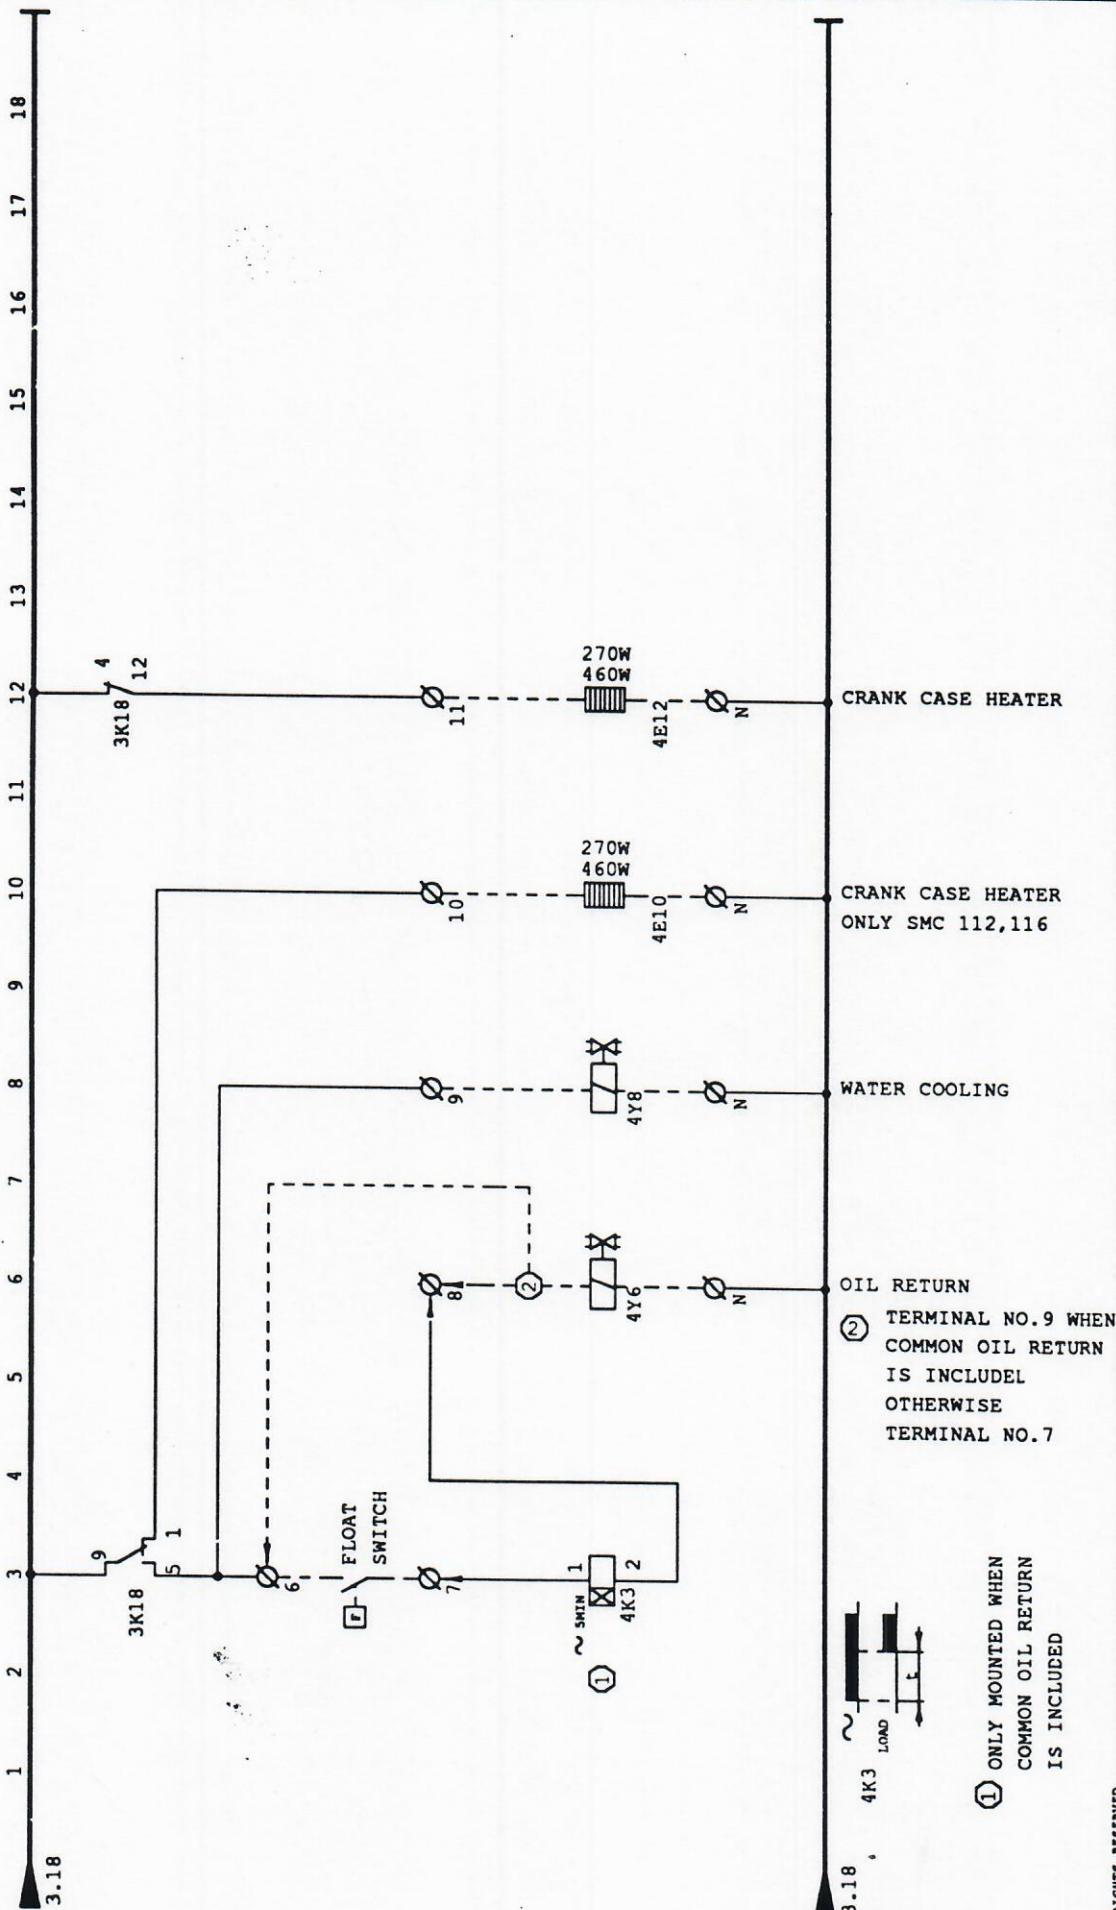 18
17
16
15
14
13
12
11
10
9
8
7
6
5
4
3
2
1
3.18
4
12
3K18
11
270W
460W
4E12
N
CRANK CASE HEATER
10
270W
460W
4E10
N
CRANK CASE HEATER
ONLY SMC 112,116
9
4Y8
N
WATER COOLING
8
2
4Y6
N
OIL RETURN
2 TERMINAL NO.9 WHEN
COMMON OIL RETURN
IS INCLUDEL
OTHERWISE
TERMINAL NO.7
9
1
5
3K18
6
FLOAT
SWITCH
F
7
1
2
~ 5MIN
4K3
1
~
LOAD
t
4K3
1 ONLY MOUNTED WHEN
COMMON OIL RETURN
IS INCLUDED
3.18